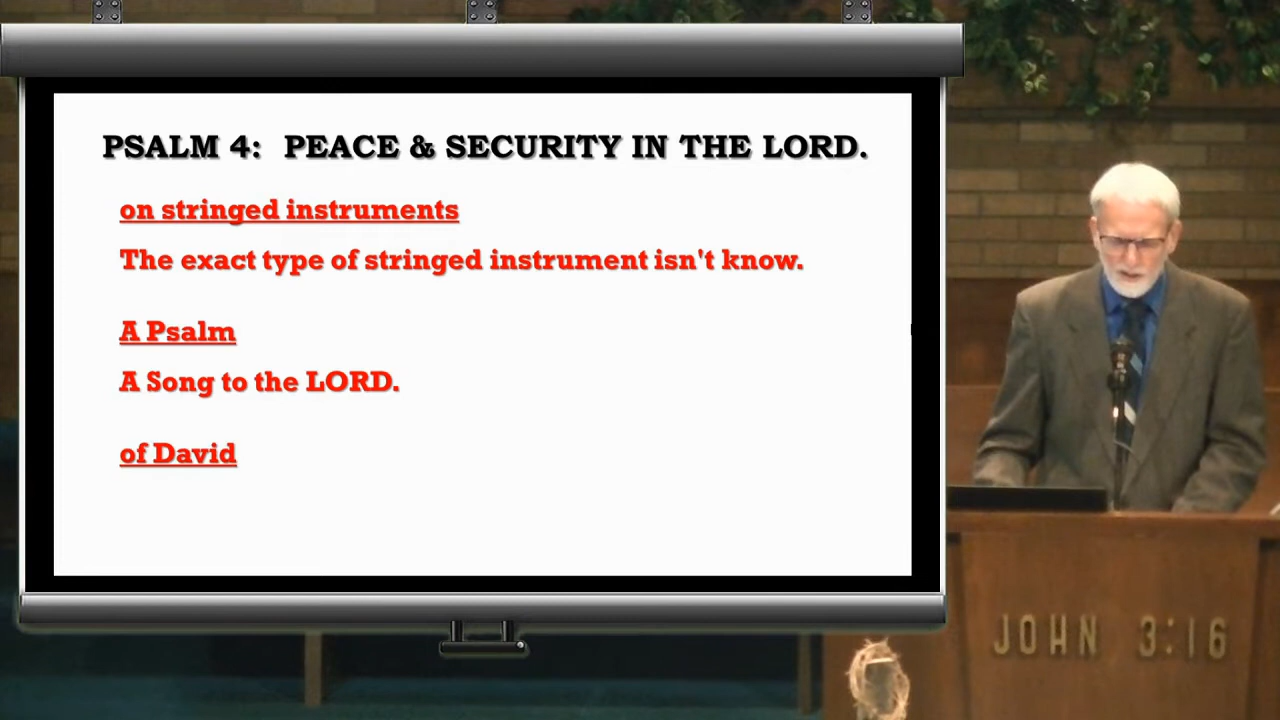 PSALM 4: PEACE & SECURITY IN THE LORD.
on stringed instruments
The exact type of stringed instrument isn't know.
A Psalm
A Song to the LORD.
of David
JOHN 3:16